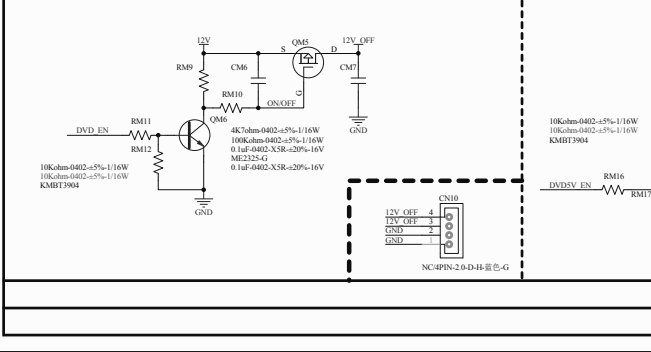 12V
QM5
12V_OFF
S
D
RM9
CM6
CM7
RM10
G
ON/OFF
RM11
QM6
DVD_EN
GND
RM12
4K7ohm-0402-±5%-1/16W
100Kohm-0402-±5%-1/16W
0.1uF-0402-X5R-±20%-16V
ME2325-G
0.1uF-0402-X5R-±20%-16V
10Kohm-0402-±5%-1/16W
10Kohm-0402-±5%-1/16W
KMBT3904
GND
CN10
12V_OFF 4
12V_OFF 3
GND 2
GND 1
NC/4PIN-2.0-D-H-蓝色-G
10Kohm-0402-±5%-1/16W
10Kohm-0402-±5%-1/16W
KMBT3904
RM16
DVD5V_EN
RM17